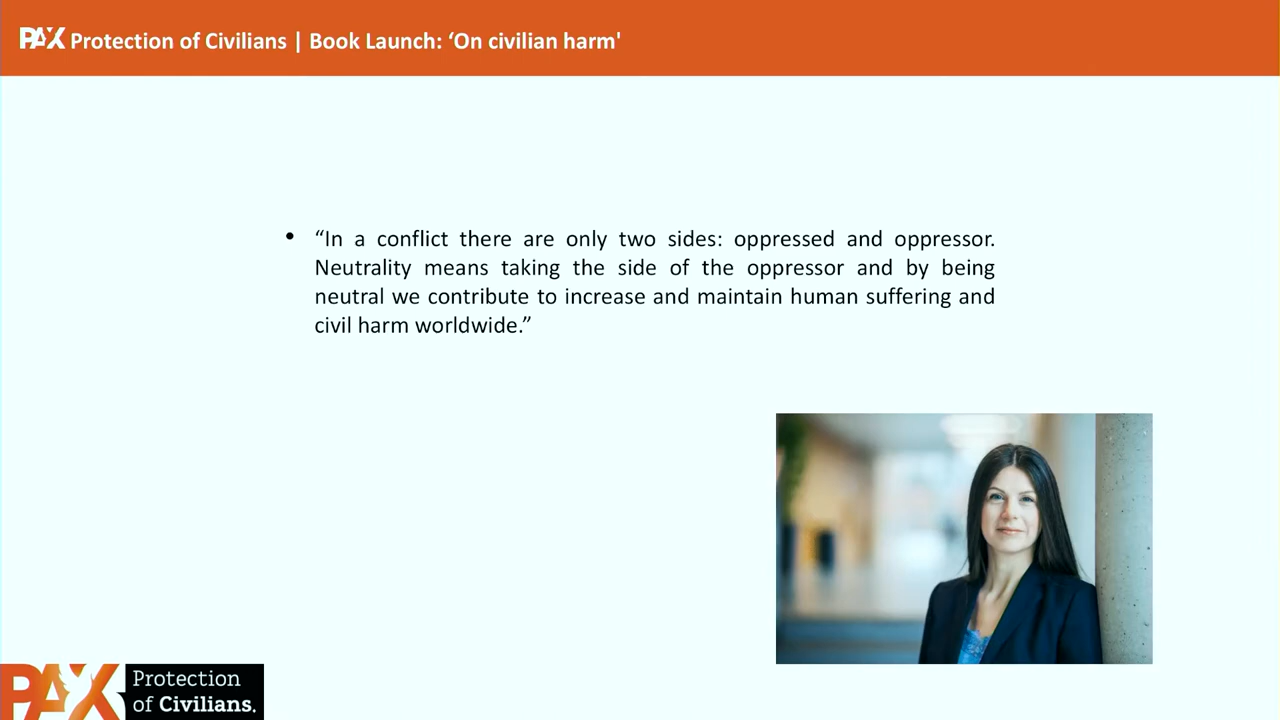 PAX Protection of Civilians | Book Launch: ‘On civilian harm'
• “In a conflict there are only two sides: oppressed and oppressor.
Neutrality means taking the side of the oppressor and by being
neutral we contribute to increase and maintain human suffering and
civil harm worldwide.”
PAX Protection
of Civilians.